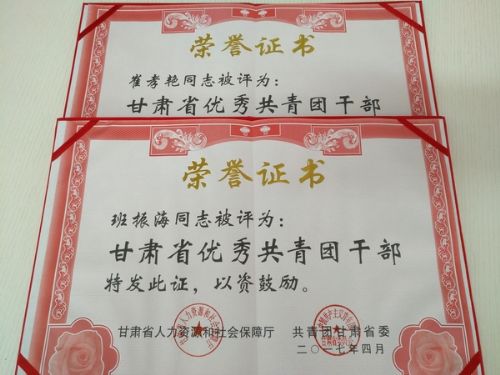 荣誉证书
崔孝艳同志被评为：
甘肃省优秀共青团干部
荣誉证书
班振海同志被评为：
甘肃省优秀共青团干部
特发此证，以资鼓励。
甘肃省人力资源和社会保障厅 共青团甘肃省委
二〇一七年四月